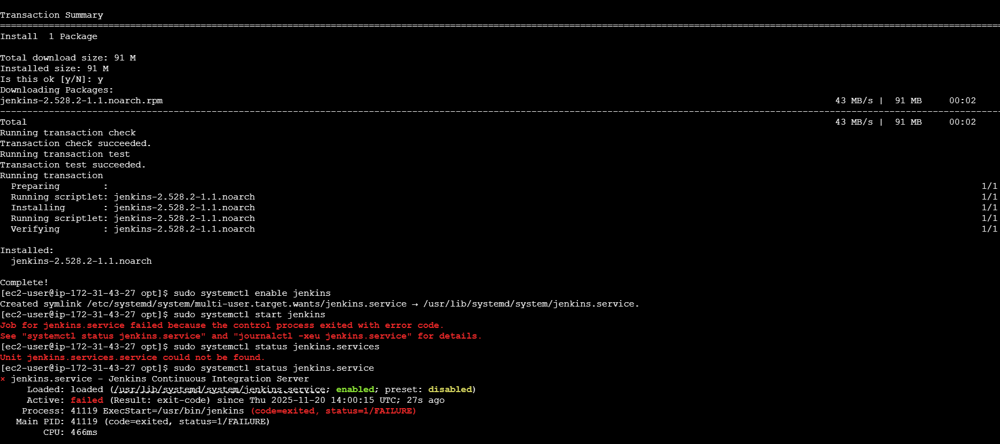 Transaction Summary
================================================================================================================================================================================
Install  1 Package
Total download size: 91 M
Installed size: 91 M
Is this ok [y/N]: y
Downloading Packages:
jenkins-2.528.2-1.1.noarch.rpm 43 MB/s |  91 MB     00:02
--------------------------------------------------------------------------------------------------------------------------------------------------------------------------------
Total 43 MB/s |  91 MB     00:02
Running transaction check
Transaction check succeeded.
Running transaction test
Transaction test succeeded.
Running transaction
  Preparing        : 1/1
  Running scriptlet: jenkins-2.528.2-1.1.noarch 1/1
  Installing       : jenkins-2.528.2-1.1.noarch 1/1
  Running scriptlet: jenkins-2.528.2-1.1.noarch 1/1
  Verifying        : jenkins-2.528.2-1.1.noarch 1/1
Installed:
  jenkins-2.528.2-1.1.noarch
Complete!
[ec2-user@ip-172-31-43-27 opt]$ sudo systemctl enable jenkins
Created symlink /etc/systemd/system/multi-user.target.wants/jenkins.service → /usr/lib/systemd/system/jenkins.service.
[ec2-user@ip-172-31-43-27 opt]$ sudo systemctl start jenkins
Job for jenkins.service failed because the control process exited with error code.
See "systemctl status jenkins.service" and "journalctl -xeu jenkins.service" for details.
[ec2-user@ip-172-31-43-27 opt]$ sudo systemctl status jenkins.services
Unit jenkins.services.service could not be found.
[ec2-user@ip-172-31-43-27 opt]$ sudo systemctl status jenkins.service
× jenkins.service - Jenkins Continuous Integration Server
     Loaded: loaded (/usr/lib/systemd/system/jenkins.service; enabled; preset: disabled)
     Active: failed (Result: exit-code) since Thu 2025-11-20 14:00:15 UTC; 27s ago
    Process: 41119 ExecStart=/usr/bin/jenkins (code=exited, status=1/FAILURE)
   Main PID: 41119 (code=exited, status=1/FAILURE)
        CPU: 466ms